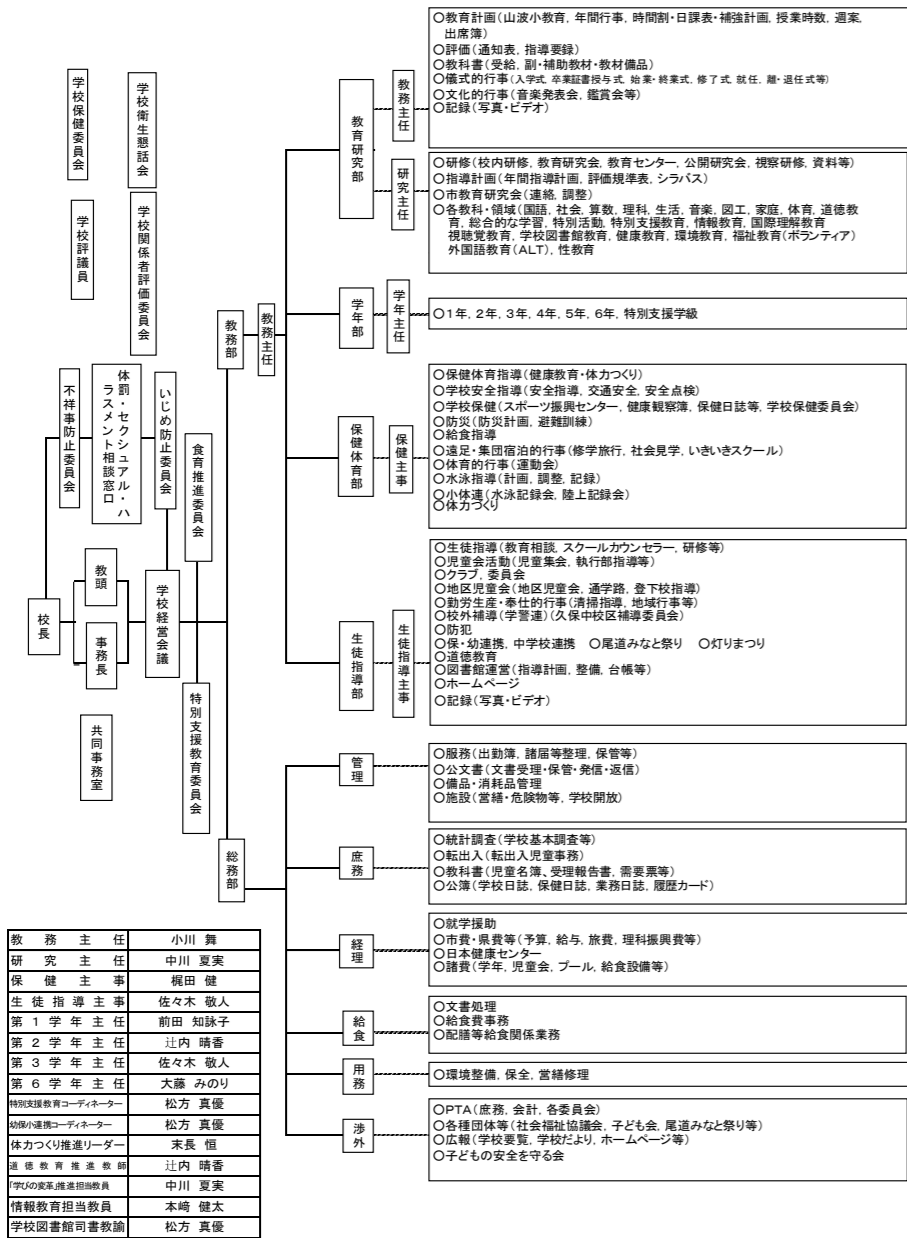 学校保健委員会
学校衛生懇話会
学校評議員
学校関係者評価委員会
不祥事防止委員会
体罰・セクシュアル・ハ
ラスメント相談窓口
いじめ防止委員会
食育推進委員会
校長
教頭
事務長
学校経営会議
特別支援教育委員会
共同事務室
教務部
教務主任
総務部
教育研究部
教務主任
○教育計画(山波小教育, 年間行事, 時間割・日課表・補強計画, 授業時数, 週案,
出席簿)
○評価(通知表, 指導要録)
○教科書(受給, 副・補助教材・教材備品)
○儀式的行事(入学式, 卒業証書授与式, 始業・終業式, 修了式, 就任, 離・退任式等)
○文化的行事(音楽発表会, 鑑賞会等)
○記録(写真・ビデオ)
研究主任
○研修(校内研修, 教育研究会, 教育センター, 公開研究会, 視察研修, 資料等)
○指導計画(年間指導計画, 評価規準表, シラバス)
○市教育研究会(連絡, 調整)
○各教科・領域(国語, 社会, 算数, 理科, 生活, 音楽, 図工, 家庭, 体育, 道徳教
育, 総合的な学習, 特別活動, 特別支援教育, 情報教育, 国際理解教育
視聴覚教育, 学校図書館教育, 健康教育, 環境教育, 福祉教育(ボランティア)
外国語教育(ALT), 性教育
学年部
学年主任
○1年, 2年, 3年, 4年, 5年, 6年, 特別支援学級
保健体育部
保健主事
○保健体育指導(健康教育・体力つくり)
○学校安全指導(安全指導, 交通安全, 安全点検)
○学校保健(スポーツ振興センター, 健康観察簿, 保健日誌等, 学校保健委員会)
○防災(防災計画, 避難訓練)
○給食指導
○遠足・集団宿泊的行事(修学旅行, 社会見学, いきいきスクール)
○体育的行事(運動会)
○水泳指導(計画, 調整, 記録)
○小体連(水泳記録会, 陸上記録会)
○体力つくり
生徒指導部
生徒指導主事
○生徒指導(教育相談, スクールカウンセラー, 研修等)
○児童会活動(児童集会, 執行部指導等)
○クラブ, 委員会
○地区児童会(地区児童会, 通学路, 登下校指導)
○勤労生産・奉仕的行事(清掃指導, 地域行事等)
○校外補導(学警連)(久保中校区補導委員会)
○防犯
○保・幼連携, 中学校連携 ○尾道みなと祭り ○灯りまつり
○道徳教育
○図書館運営(指導計画, 整備, 台帳等)
○ホームページ
○記録(写真・ビデオ)
管理
○服務(出勤簿, 諸届等整理, 保管等)
○公文書(文書受理・保管・発信・返信)
○備品・消耗品管理
○施設(営繕・危険物等, 学校開放)
庶務
○統計調査(学校基本調査等)
○転出入(転出入児童事務)
○教科書(児童名簿、受理報告書, 需要票等)
○公簿(学校日誌, 保健日誌, 業務日誌, 履歴カード)
経理
○就学援助
○市費・県費等(予算, 給与, 旅費, 理科振興費等)
○日本健康センター
○諸費(学年, 児童会, プール, 給食設備等)
給食
○文書処理
○給食費事務
○配膳等給食関係業務
用務
○環境整備, 保全, 営繕修理
渉外
○PTA(庶務, 会計, 各委員会)
○各種団体等(社会福祉協議会, 子ども会, 尾道みなと祭り等)
○広報(学校要覧, 学校だより, ホームページ等)
○子どもの安全を守る会
教務主任 小川 舞
研究主任 中川 夏実
保健主事 梶田 健
生徒指導主事 佐々木 敬人
第1学年主任 前田 知詠子
第2学年主任 辻内 晴香
第3学年主任 佐々木 敬人
第6学年主任 大藤 みのり
特別支援教育コーディネーター 松方 真優
幼保小連携コーディネーター 松方 真優
体力つくり推進リーダー 末長 恒
道徳教育推進教師 辻内 晴香
「学びの変革」推進担当教員 中川 夏実
情報教育担当教員 本﨑 健太
学校図書館司書教諭 松方 真優